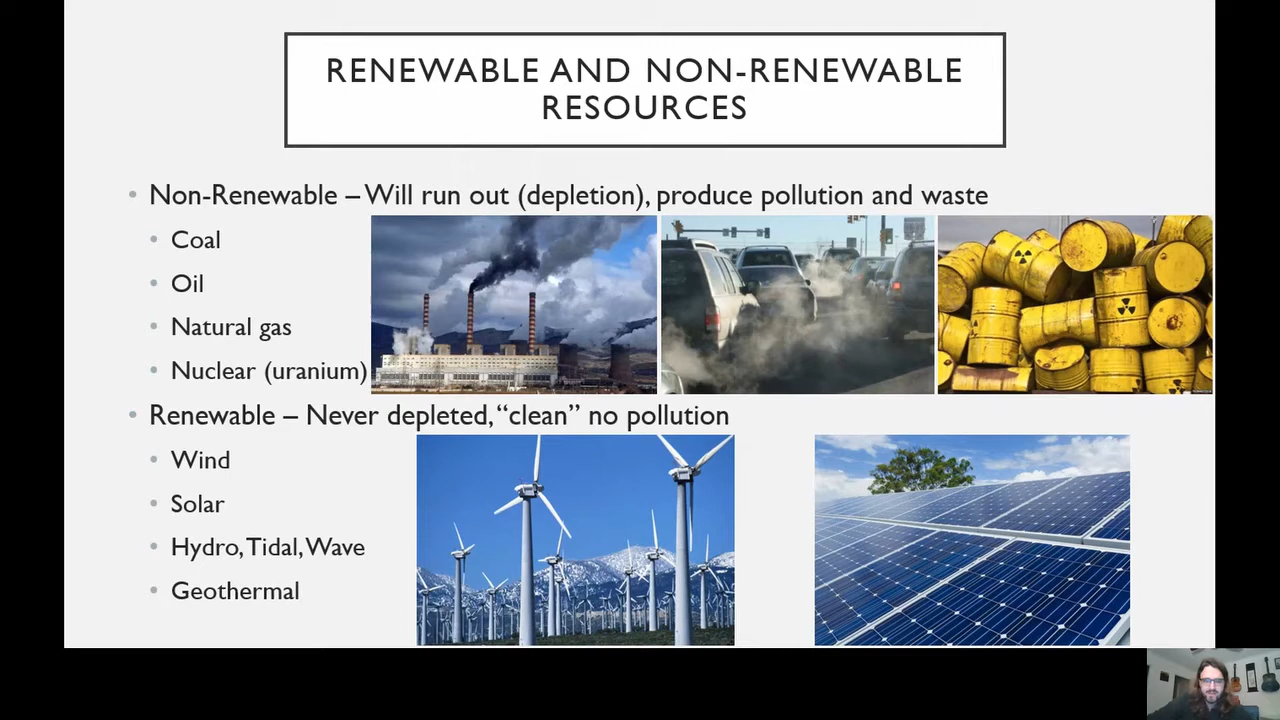 RENEWABLE AND NON-RENEWABLE
RESOURCES
• Non-Renewable – Will run out (depletion), produce pollution and waste
• Coal
• Oil
• Natural gas
• Nuclear (uranium)
• Renewable – Never depleted, “clean” no pollution
• Wind
• Solar
• Hydro, Tidal, Wave
• Geothermal